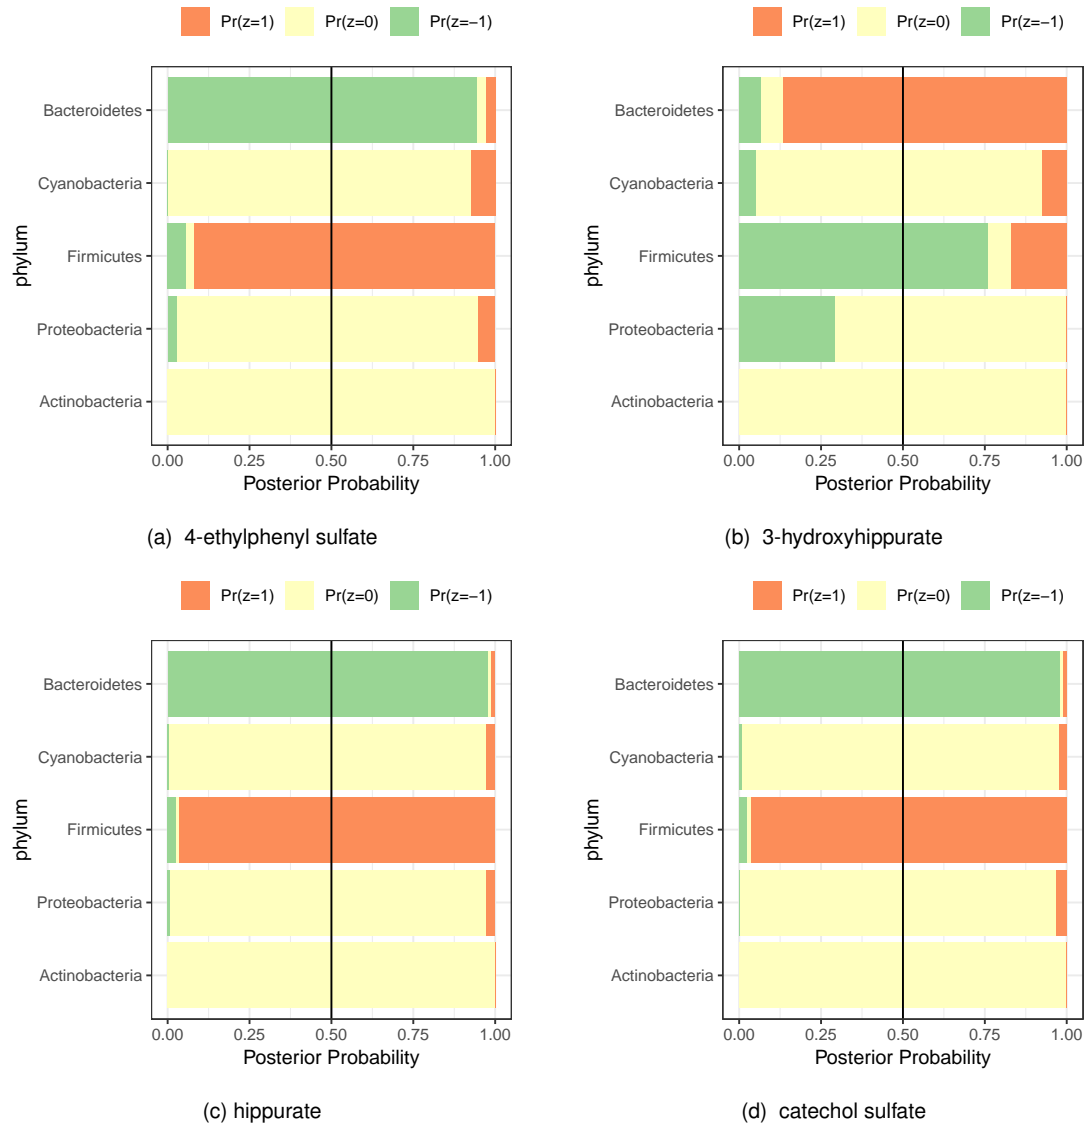 Pr(z=1) Pr(z=0) Pr(z=−1)
Bacteroidetes
Cyanobacteria
Firmicutes
Proteobacteria
Actinobacteria
phylum
0.00 0.25 0.50 0.75 1.00
Posterior Probability
(a) 4-ethylphenyl sulfate
Pr(z=1) Pr(z=0) Pr(z=−1)
Bacteroidetes
Cyanobacteria
Firmicutes
Proteobacteria
Actinobacteria
phylum
0.00 0.25 0.50 0.75 1.00
Posterior Probability
(b) 3-hydroxyhippurate
Pr(z=1) Pr(z=0) Pr(z=−1)
Bacteroidetes
Cyanobacteria
Firmicutes
Proteobacteria
Actinobacteria
phylum
0.00 0.25 0.50 0.75 1.00
Posterior Probability
(c) hippurate
Pr(z=1) Pr(z=0) Pr(z=−1)
Bacteroidetes
Cyanobacteria
Firmicutes
Proteobacteria
Actinobacteria
phylum
0.00 0.25 0.50 0.75 1.00
Posterior Probability
(d) catechol sulfate